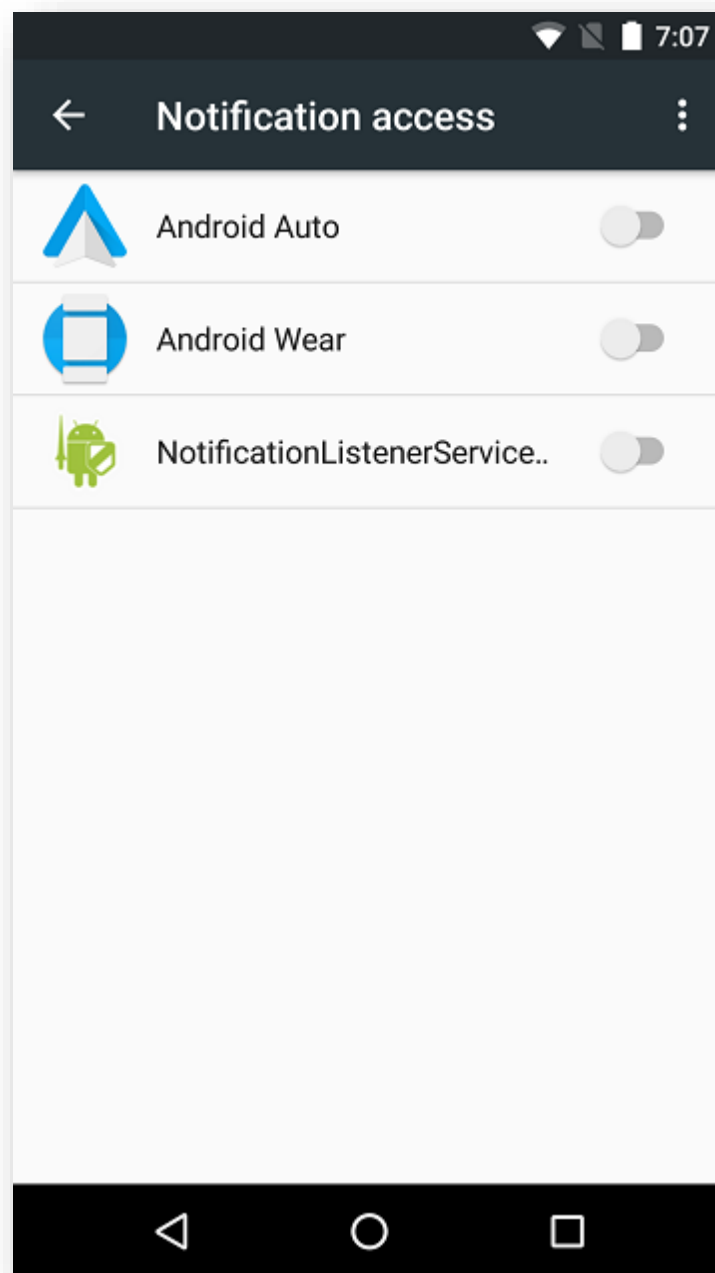 7:07
Notification access
Android Auto
Android Wear
NotificationListenerService..